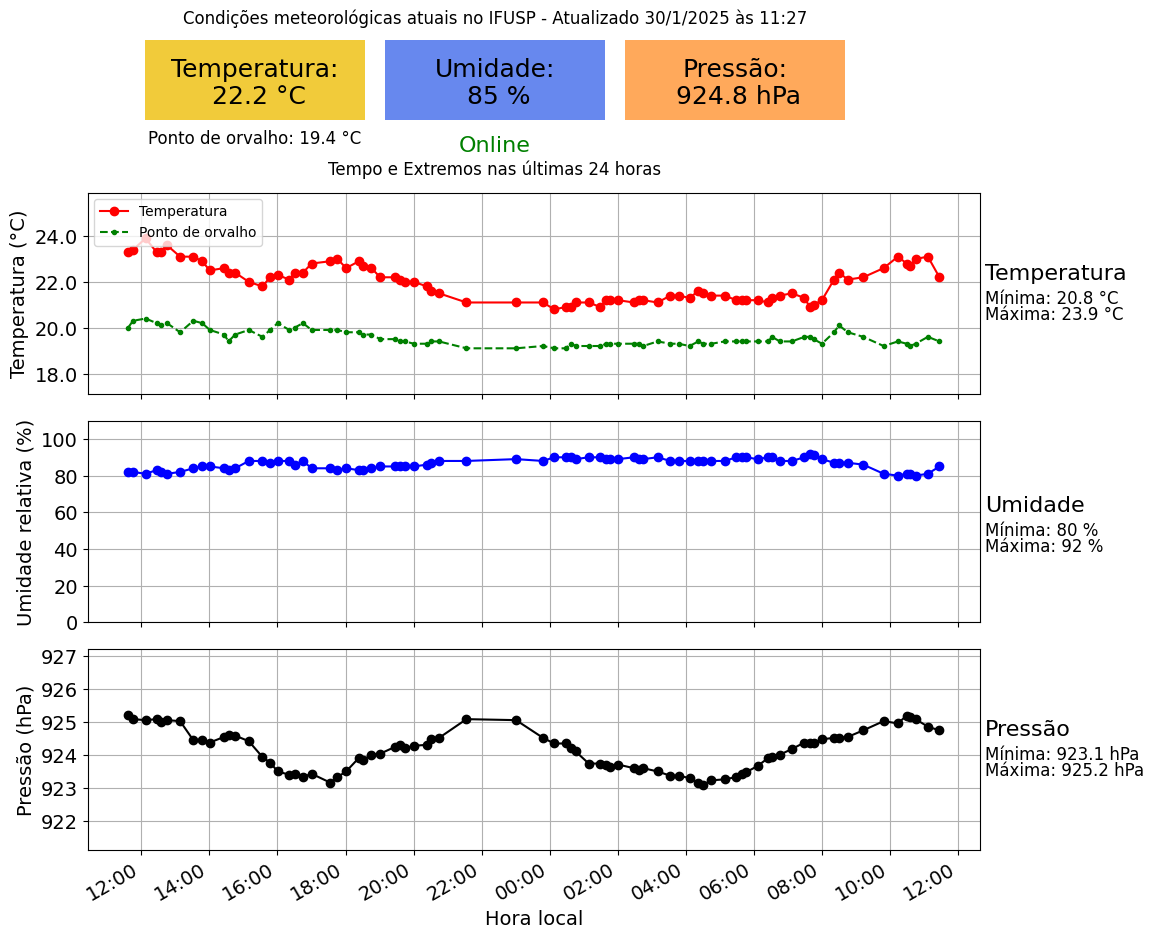 Condições meteorológicas atuais no IFUSP - Atualizado 30/1/2025 às 11:27
Temperatura:
22.2 °C
Umidade:
85 %
Pressão:
924.8 hPa
Ponto de orvalho: 19.4 °C
Online
Tempo e Extremos nas últimas 24 horas
Temperatura (°C)
24.0
22.0
20.0
18.0
Temperatura
Ponto de orvalho
Temperatura
Mínima: 20.8 °C
Máxima: 23.9 °C
Umidade relativa (%)
100
80
60
40
20
0
Umidade
Mínima: 80 %
Máxima: 92 %
Pressão (hPa)
927
926
925
924
923
922
Pressão
Mínima: 923.1 hPa
Máxima: 925.2 hPa
12:00 14:00 16:00 18:00 20:00 22:00 00:00 02:00 04:00 06:00 08:00 10:00 12:00
Hora local